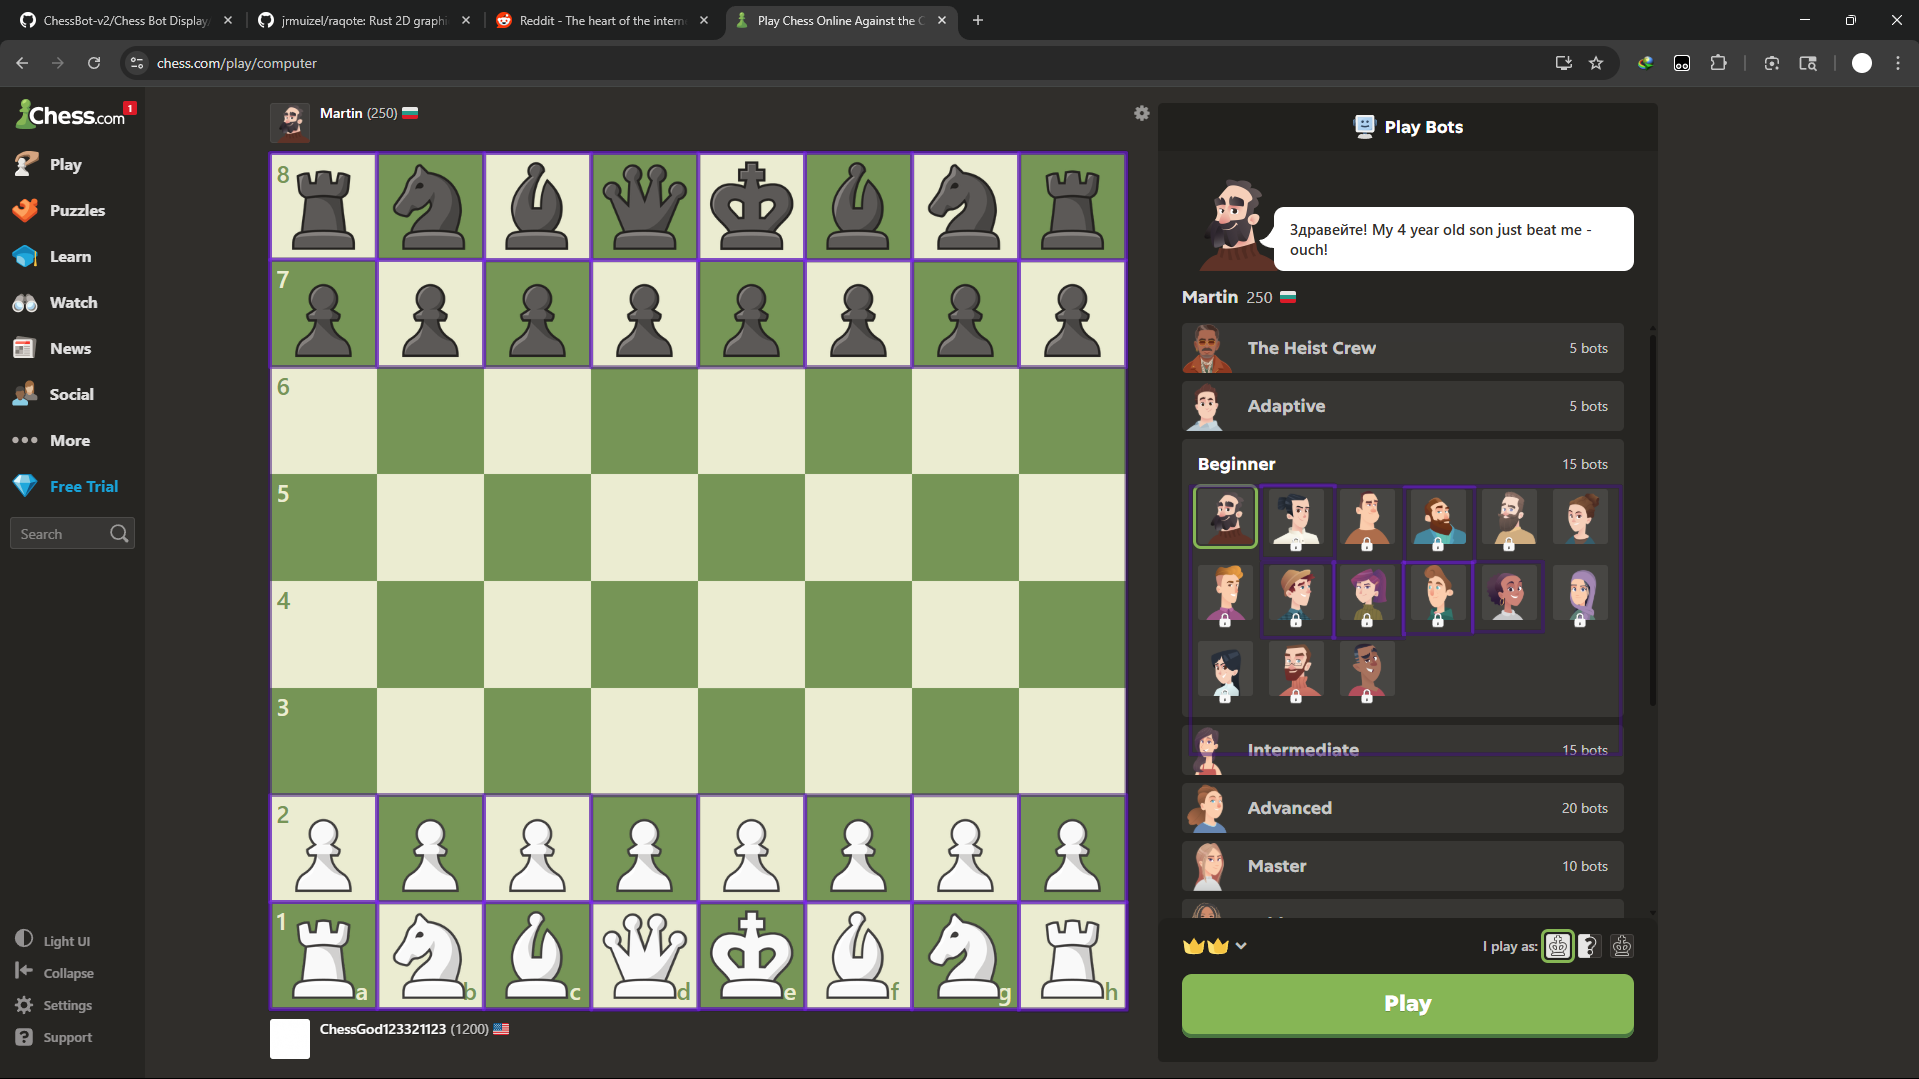 ChessBot-v2/Chess Bot Display
jrmuizel/raqote: Rust 2D graphi
Reddit - The heart of the intern
Play Chess Online Against the C
chess.com/play/computer
Chess.com
1
Play
Puzzles
Learn
Watch
News
Social
More
Free Trial
Search
Light UI
Collapse
Settings
Support
Martin (250)
8
7
6
5
4
3
2
1
a b c d e f g h
ChessGod123321123 (1200)
Play Bots
Здравейте! My 4 year old son just beat me -
ouch!
Martin 250
The Heist Crew 5 bots
Adaptive 5 bots
Beginner 15 bots
Intermediate 15 bots
Advanced 20 bots
Master 10 bots
I play as: ?
Play